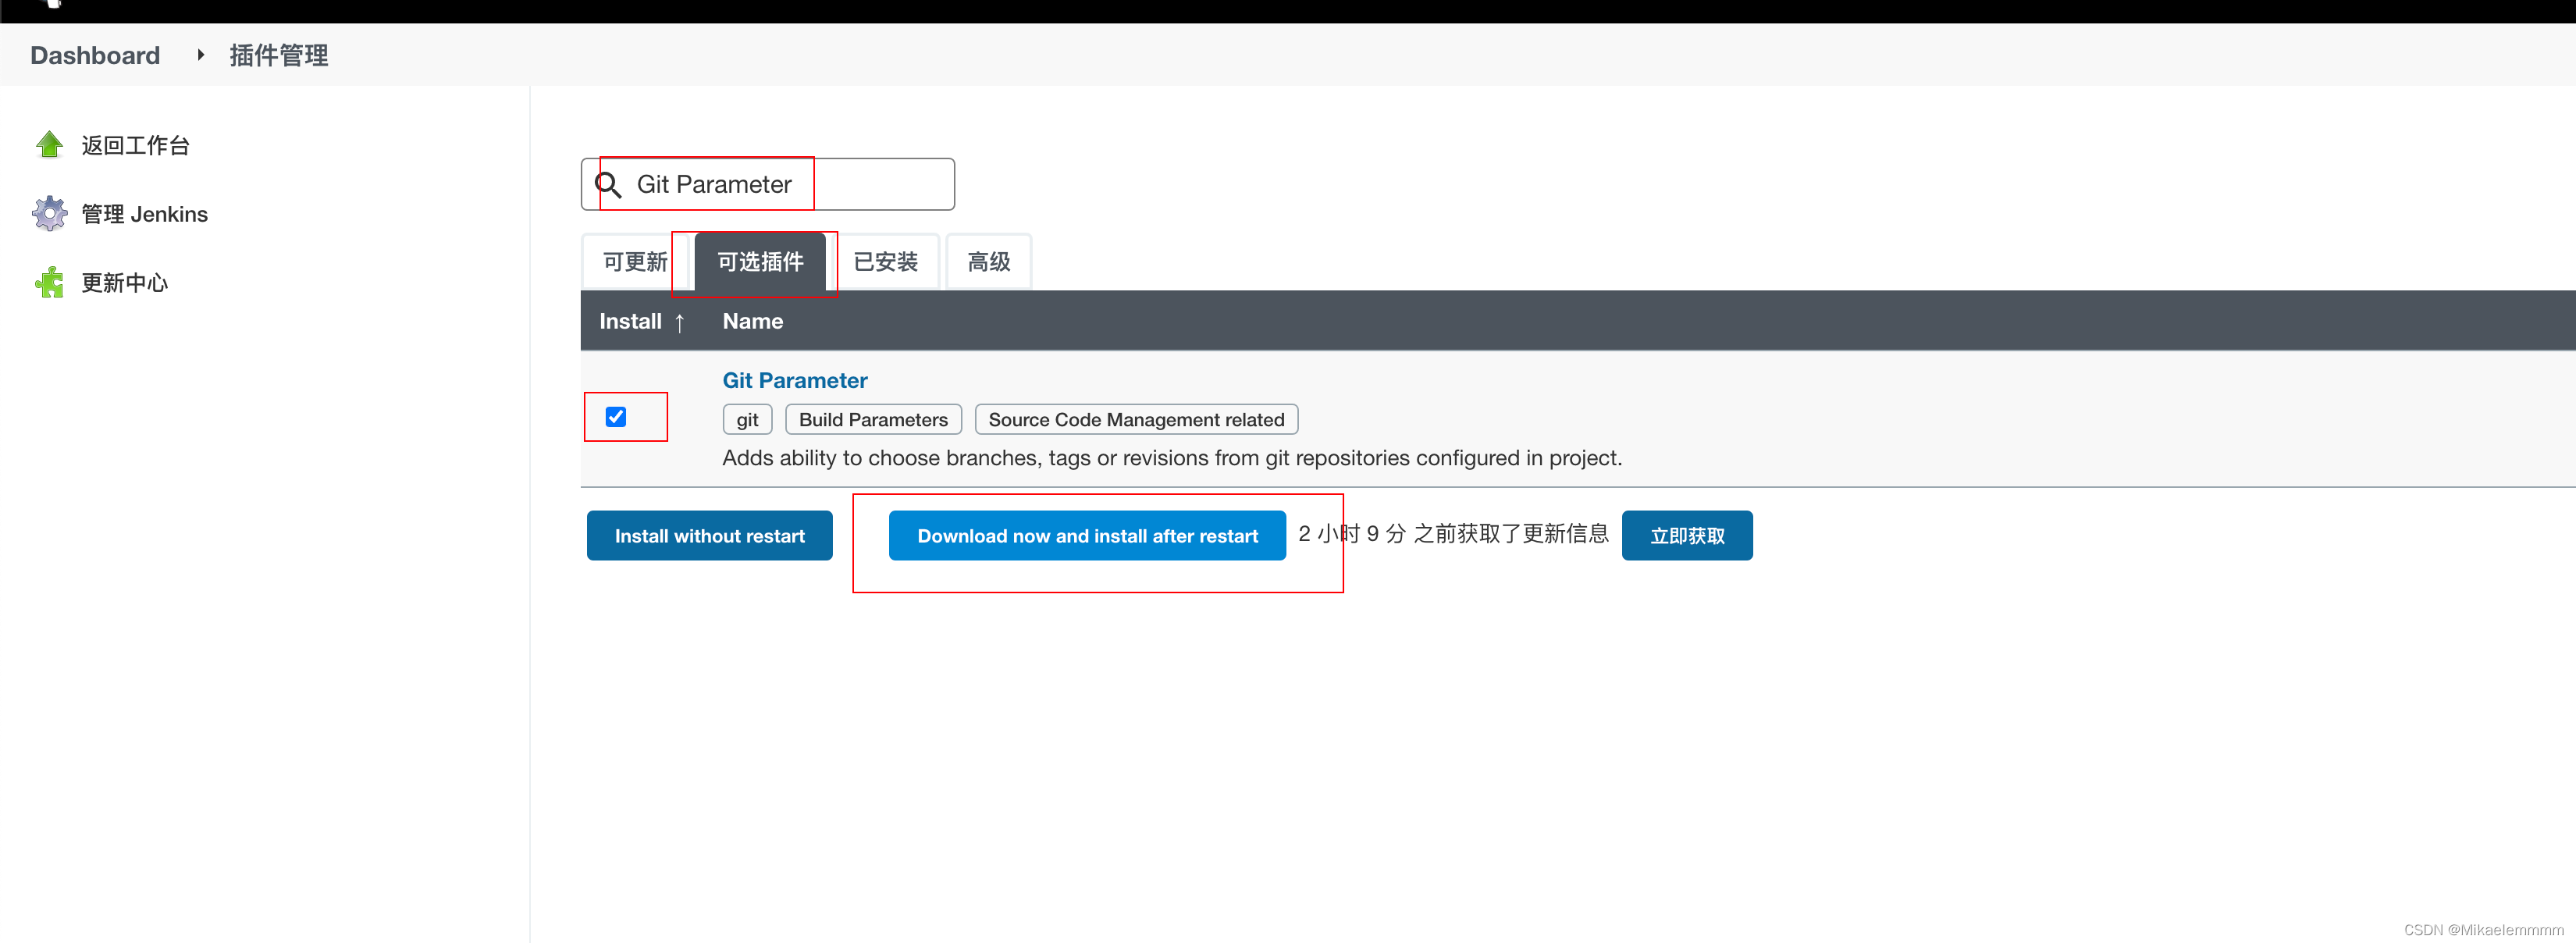 Dashboard 插件管理
返回工作台
管理 Jenkins
更新中心
Git Parameter
可更新 可选插件 已安装 高级
Install ↑ Name
Git Parameter
git Build Parameters Source Code Management related
Adds ability to choose branches, tags or revisions from git repositories configured in project.
Install without restart Download now and install after restart 2 小时 9 分 之前获取了更新信息 立即获取
CSDN @Mikaelemmmm